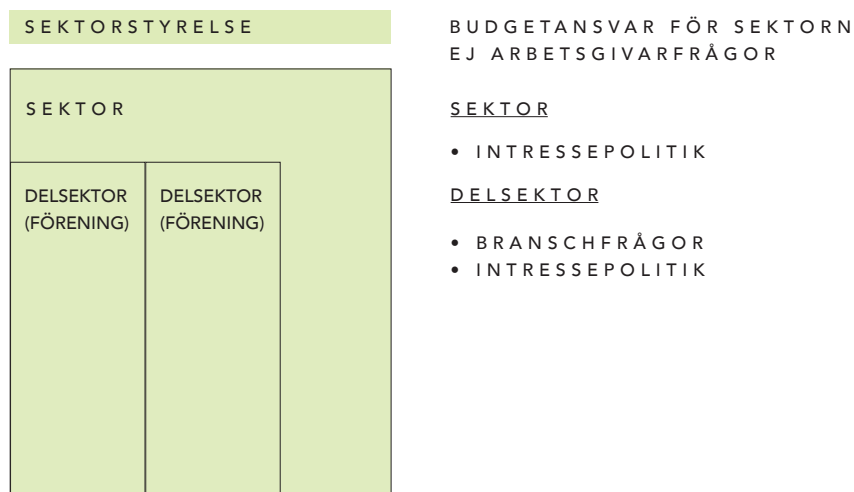 SEKTORSTYRELSE
BUDGETANSVAR FÖR SEKTORN
EJ ARBETSGIVARFRÅGOR
SEKTOR
DELSEKTOR
(FÖRENING)
DELSEKTOR
(FÖRENING)
SEKTOR
• INTRESSEPOLITIK
DELSEKTOR
• BRANSCHFRÅGOR
• INTRESSEPOLITIK